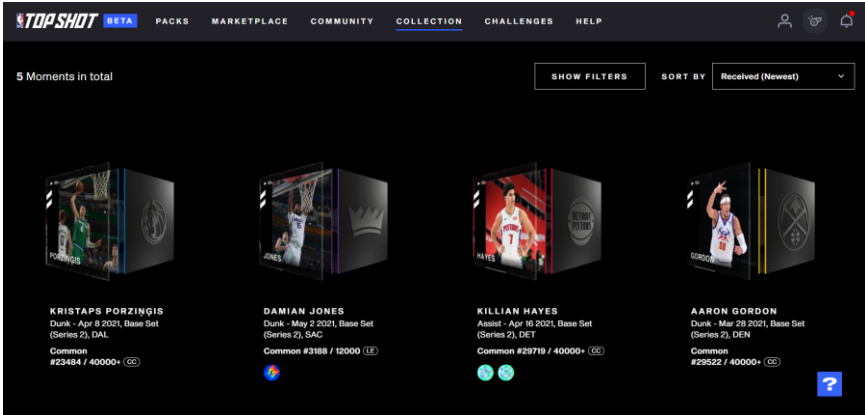 TOP SHOT BETA PACKS MARKETPLACE COMMUNITY COLLECTION CHALLENGES HELP
5 Moments in total SHOW FILTERS SORT BY Received (Newest)
PORZIŅĢIS JONES HAYES GORDON
DETROIT PISTONS
KRISTAPS PORZIŅĢIS
Dunk - Apr 8 2021, Base Set
(Series 2), DAL
Common
#23484 / 40000+ CC
DAMIAN JONES
Dunk - May 2 2021, Base Set
(Series 2), SAC
Common #3188 / 12000 LE
KILLIAN HAYES
Assist - Apr 16 2021, Base Set
(Series 2), DET
Common #29719 / 40000+ CC
AARON GORDON
Dunk - Mar 28 2021, Base Set
(Series 2), DEN
Common
#29522 / 40000+ CC
?